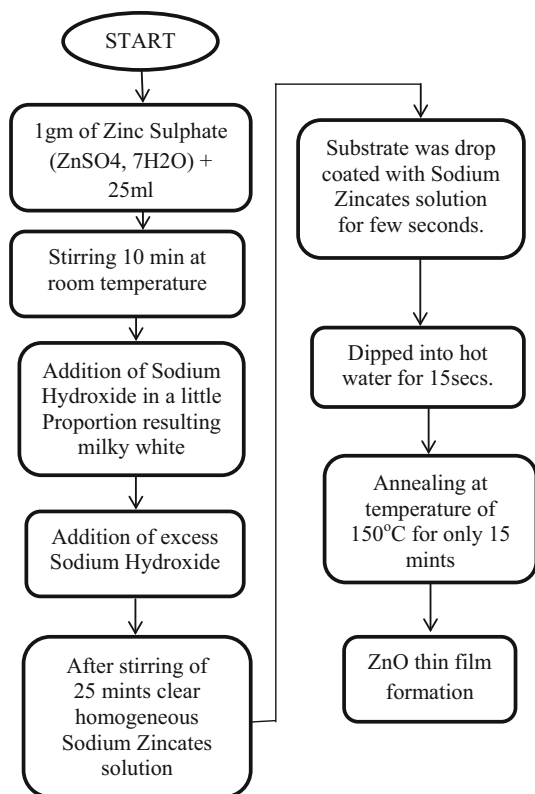 START
1gm of Zinc Sulphate
(ZnSO4, 7H2O) +
25ml
Stirring 10 min at
room temperature
Addition of Sodium
Hydroxide in a little
Proportion resulting
milky white
Addition of excess
Sodium Hydroxide
After stirring of
25 mints clear
homogeneous
Sodium Zincates
solution
Substrate was drop
coated with Sodium
Zincates solution
for few seconds.
Dipped into hot
water for 15secs.
Annealing at
temperature of
150°C for only 15
mints
ZnO thin film
formation